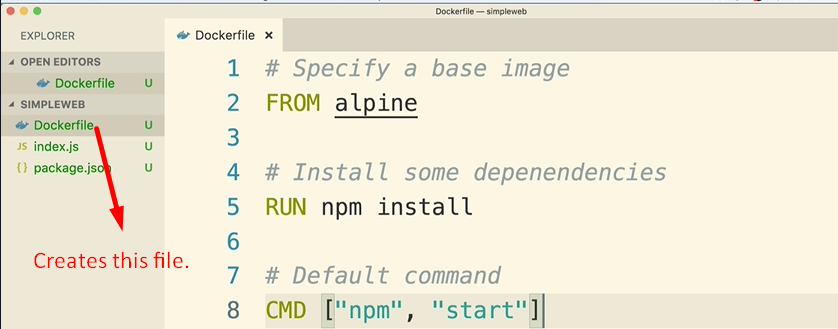 Dockerfile — simpleweb
EXPLORER
Dockerfile ×
OPEN EDITORS
Dockerfile U
SIMPLEWEB
Dockerfile U
JS index.js U
{ } package.json U
Creates this file.
1 # Specify a base image
2 FROM alpine
3
4 # Install some depenendencies
5 RUN npm install
6
7 # Default command
8 CMD ["npm", "start"]